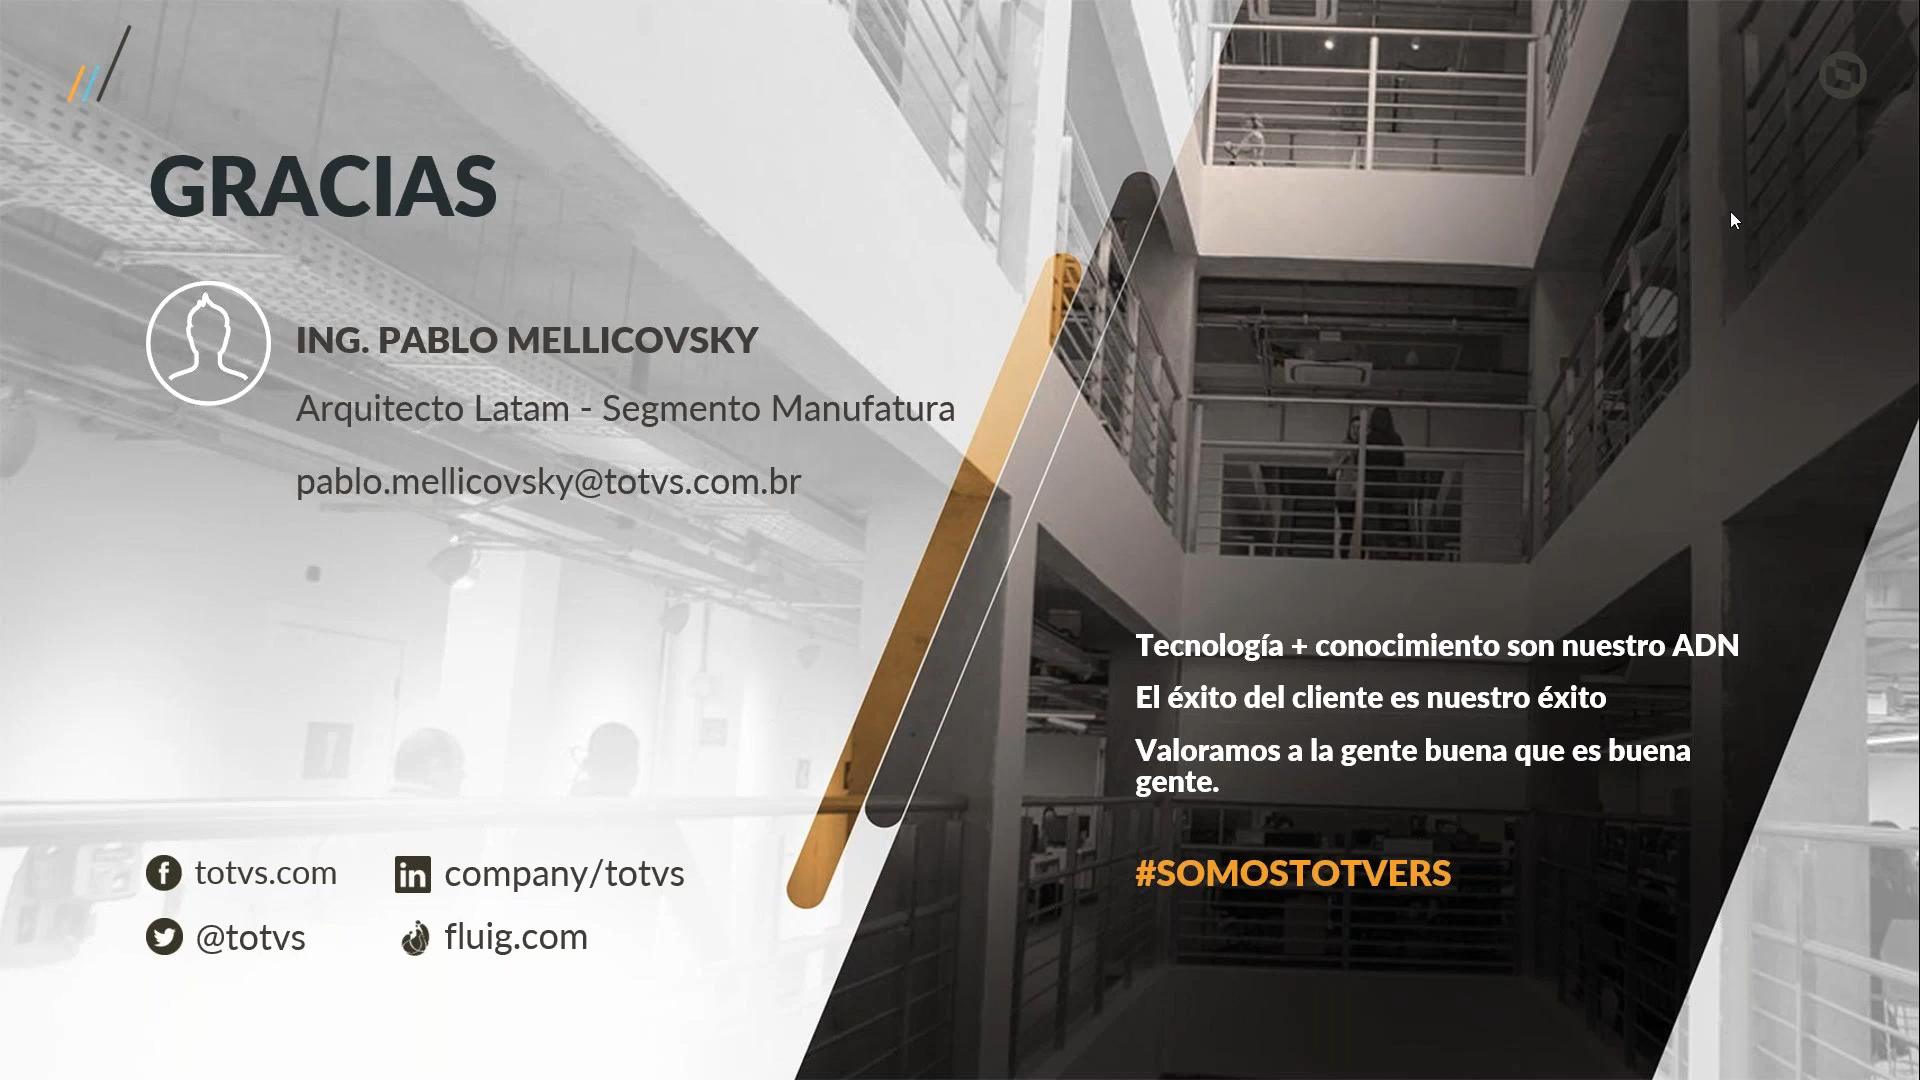 GRACIAS
ING. PABLO MELLICOVSKY
Arquitecto Latam - Segmento Manufatura
pablo.mellicovsky@totvs.com.br
totvs.com
company/totvs
@totvs
fluig.com
Tecnología + conocimiento son nuestro ADN
El éxito del cliente es nuestro éxito
Valoramos a la gente buena que es buena
gente.
#SOMOSTOTVERS